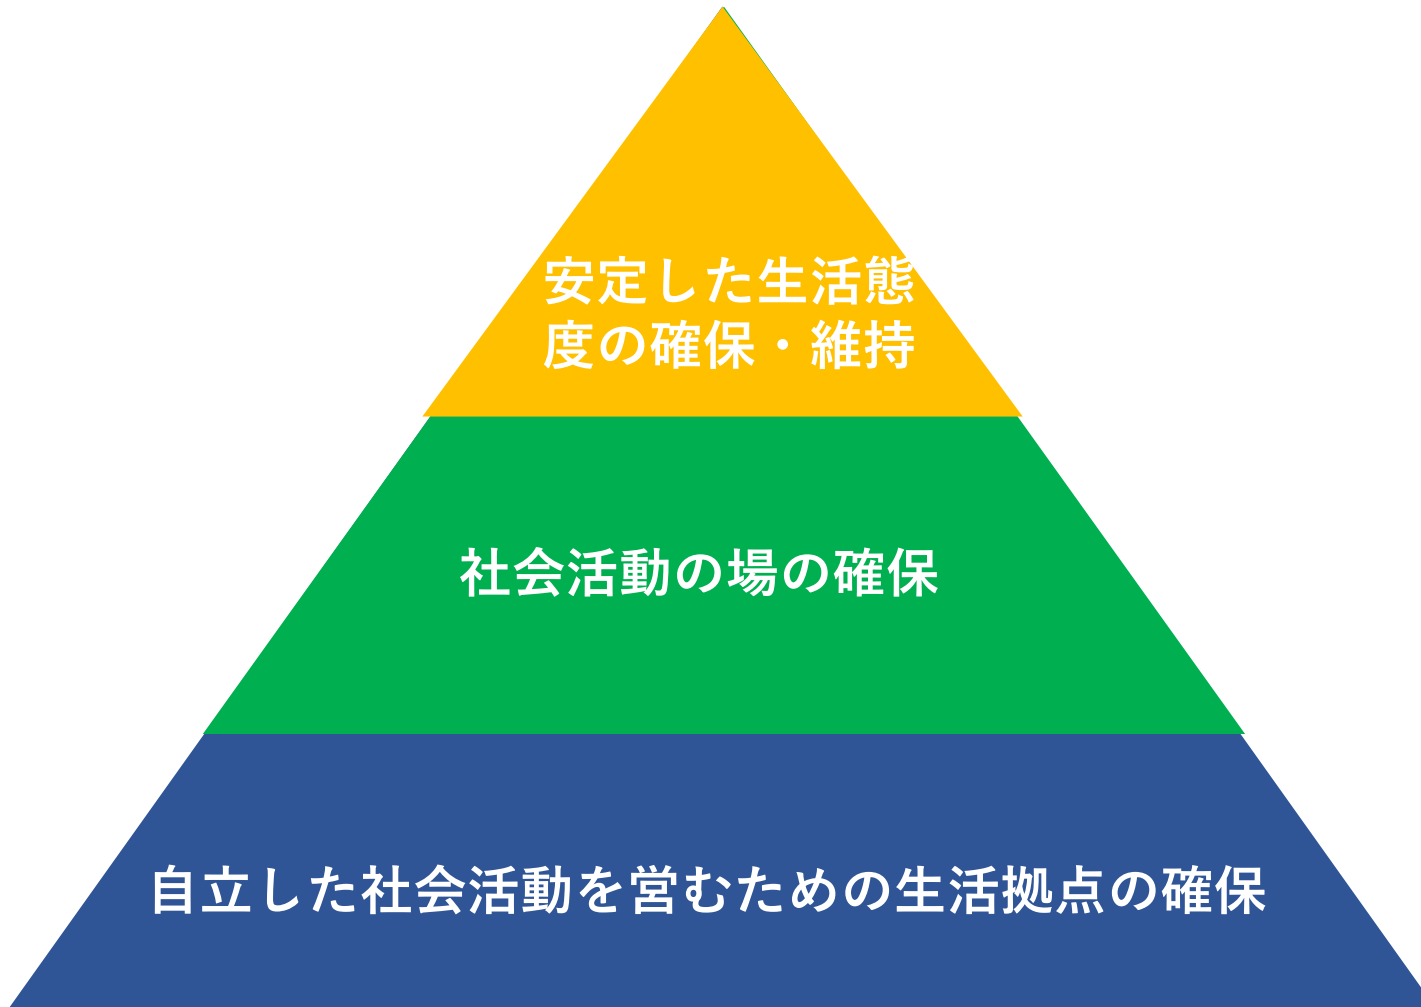 安定した生活態
度の確保・維持
社会活動の場の確保
自立した社会活動を営むための生活拠点の確保